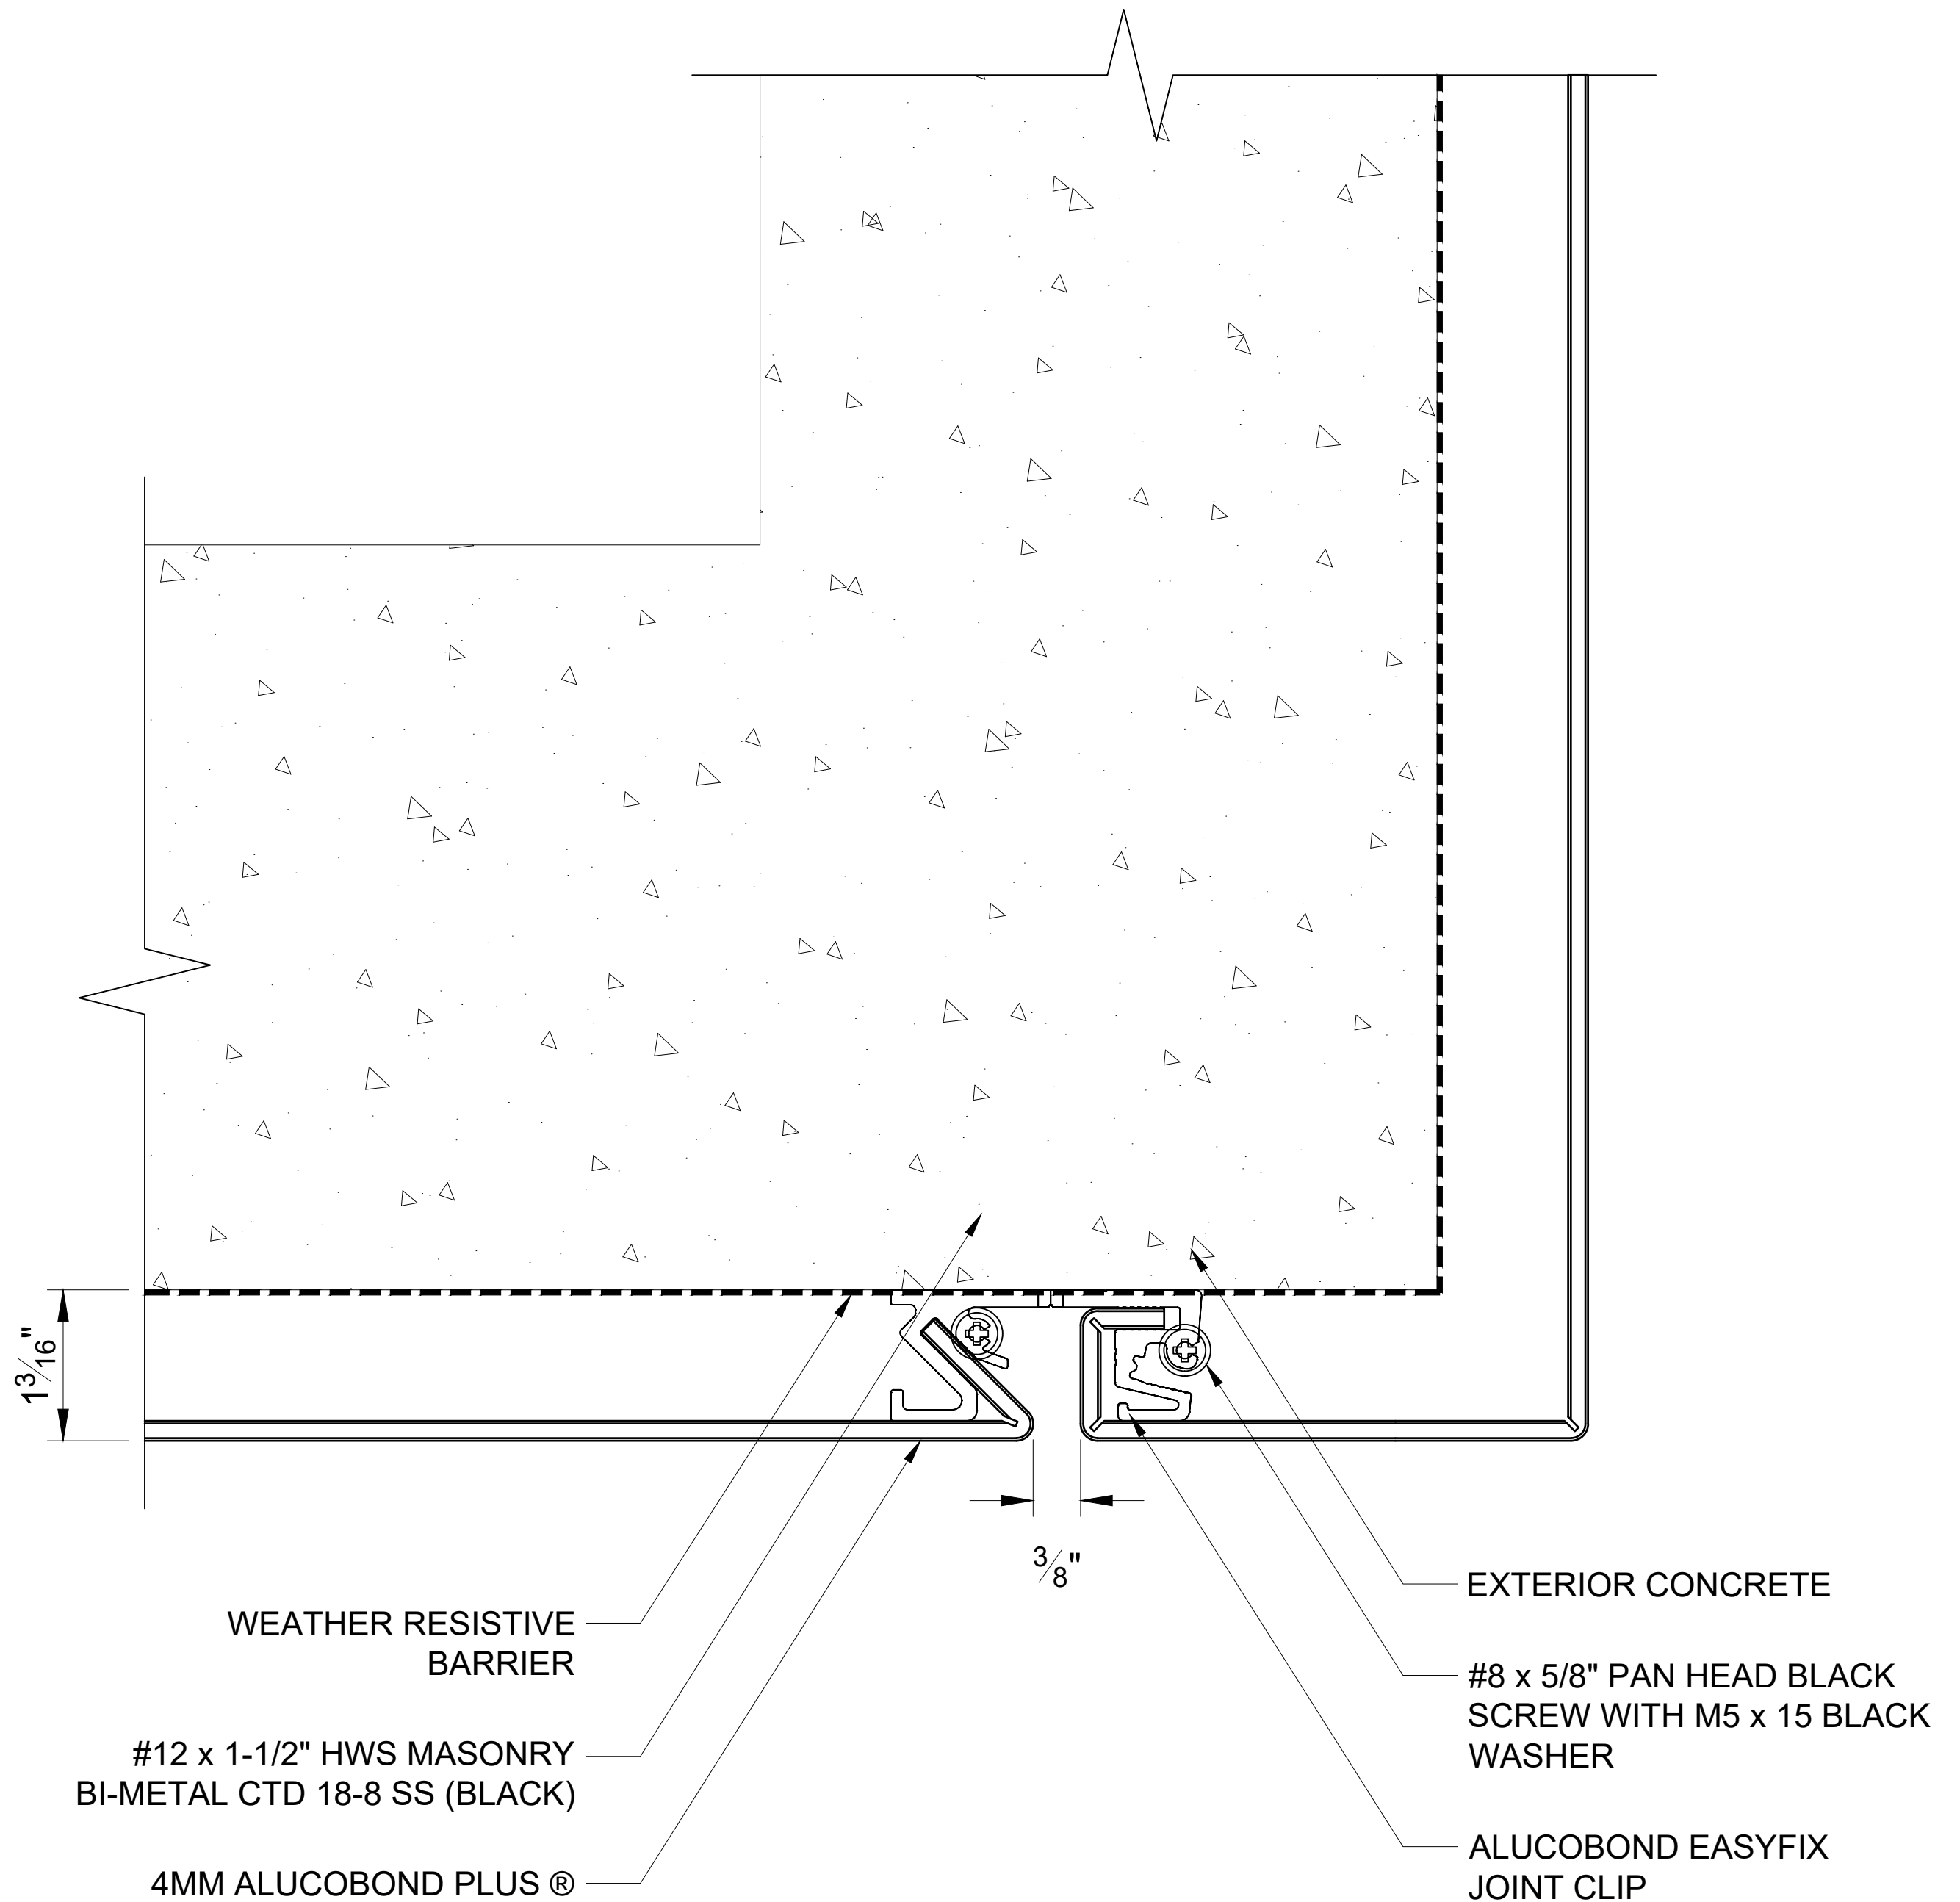 1 3/16"
3/8"
WEATHER RESISTIVE
BARRIER
#12 x 1-1/2" HWS MASONRY
BI-METAL CTD 18-8 SS (BLACK)
4MM ALUCOBOND PLUS ®
EXTERIOR CONCRETE
#8 x 5/8" PAN HEAD BLACK
SCREW WITH M5 x 15 BLACK
WASHER
ALUCOBOND EASYFIX
JOINT CLIP